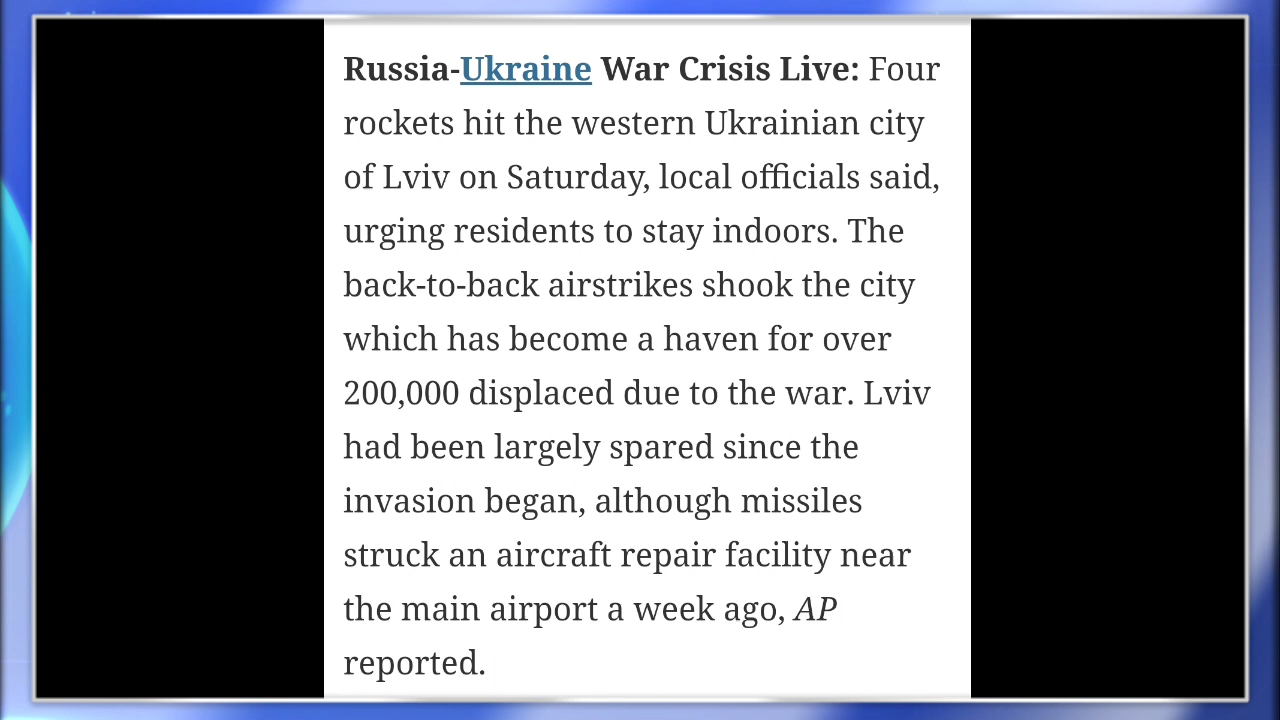 Russia-Ukraine War Crisis Live: Four
rockets hit the western Ukrainian city
of Lviv on Saturday, local officials said,
urging residents to stay indoors. The
back-to-back airstrikes shook the city
which has become a haven for over
200,000 displaced due to the war. Lviv
had been largely spared since the
invasion began, although missiles
struck an aircraft repair facility near
the main airport a week ago, AP
reported.